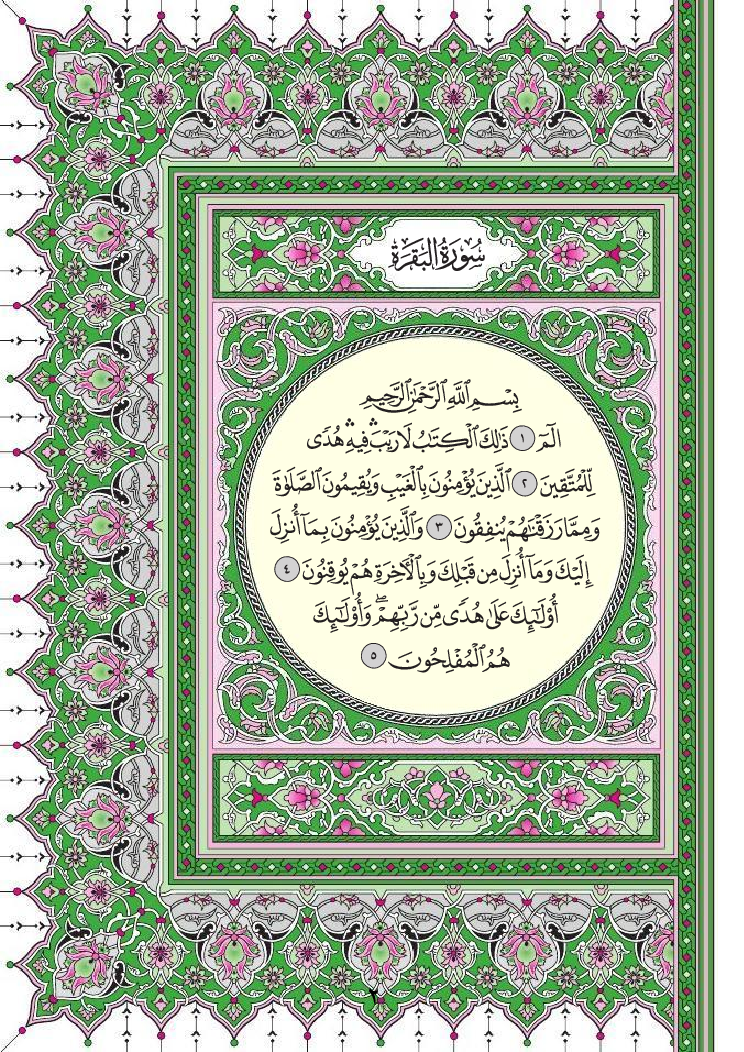 سُورَةُ البَقَرَةِ
بِسْمِ ٱللَّهِ ٱلرَّحْمَٰنِ ٱلرَّحِيمِ
الٓمٓ ١ ذَٰلِكَ ٱلْكِتَٰبُ لَا رَيْبَۛ فِيهِۛ هُدًى
لِّلْمُتَّقِينَ ٢ ٱلَّذِينَ يُؤْمِنُونَ بِٱلْغَيْبِ وَيُقِيمُونَ ٱلصَّلَوٰةَ
وَمِمَّا رَزَقْنَٰهُمْ يُنفِقُونَ ٣ وَٱلَّذِينَ يُؤْمِنُونَ بِمَآ أُنزِلَ
إِلَيْكَ وَمَآ أُنزِلَ مِن قَبْلِكَ وَبِٱلْءَاخِرَةِ هُمْ يُوقِنُونَ ٤
أُو۟لَٰٓئِكَ عَلَىٰ هُدًى مِّن رَّبِّهِمْۖ وَأُو۟لَٰٓئِكَ
هُمُ ٱلْمُفْلِحُونَ ٥
٢